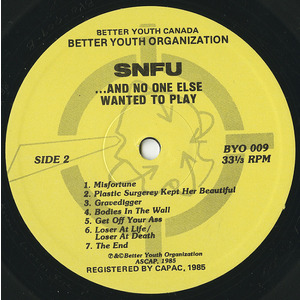 BETTER YOUTH CANADA
BETTER YOUTH ORGANIZATION
SNFU
...AND NO ONE ELSE
WANTED TO PLAY
SIDE 2
BYO 009
33⅓ RPM
1. Misfortune
2. Plastic Surgerey Kept Her Beautiful
3. Gravedigger
4. Bodies In The Wall
5. Get Off Your Ass
6. Loser At Life/
Loser At Death
7. The End
℗&©Better Youth Organization
ASCAP, 1985
REGISTERED BY CAPAC, 1985